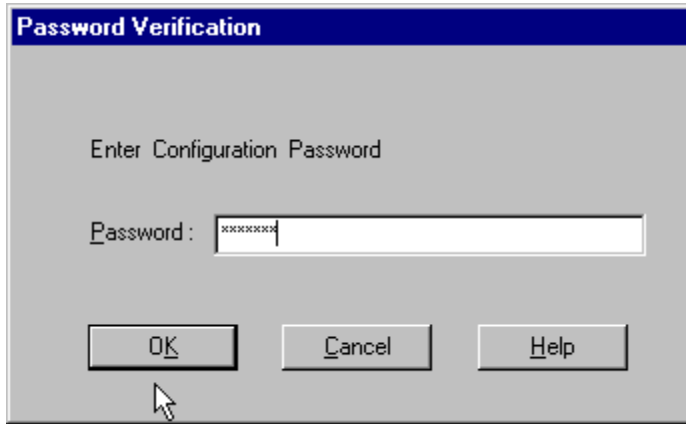 Password Verification
Enter Configuration Password
Password : *******
OK Cancel Help